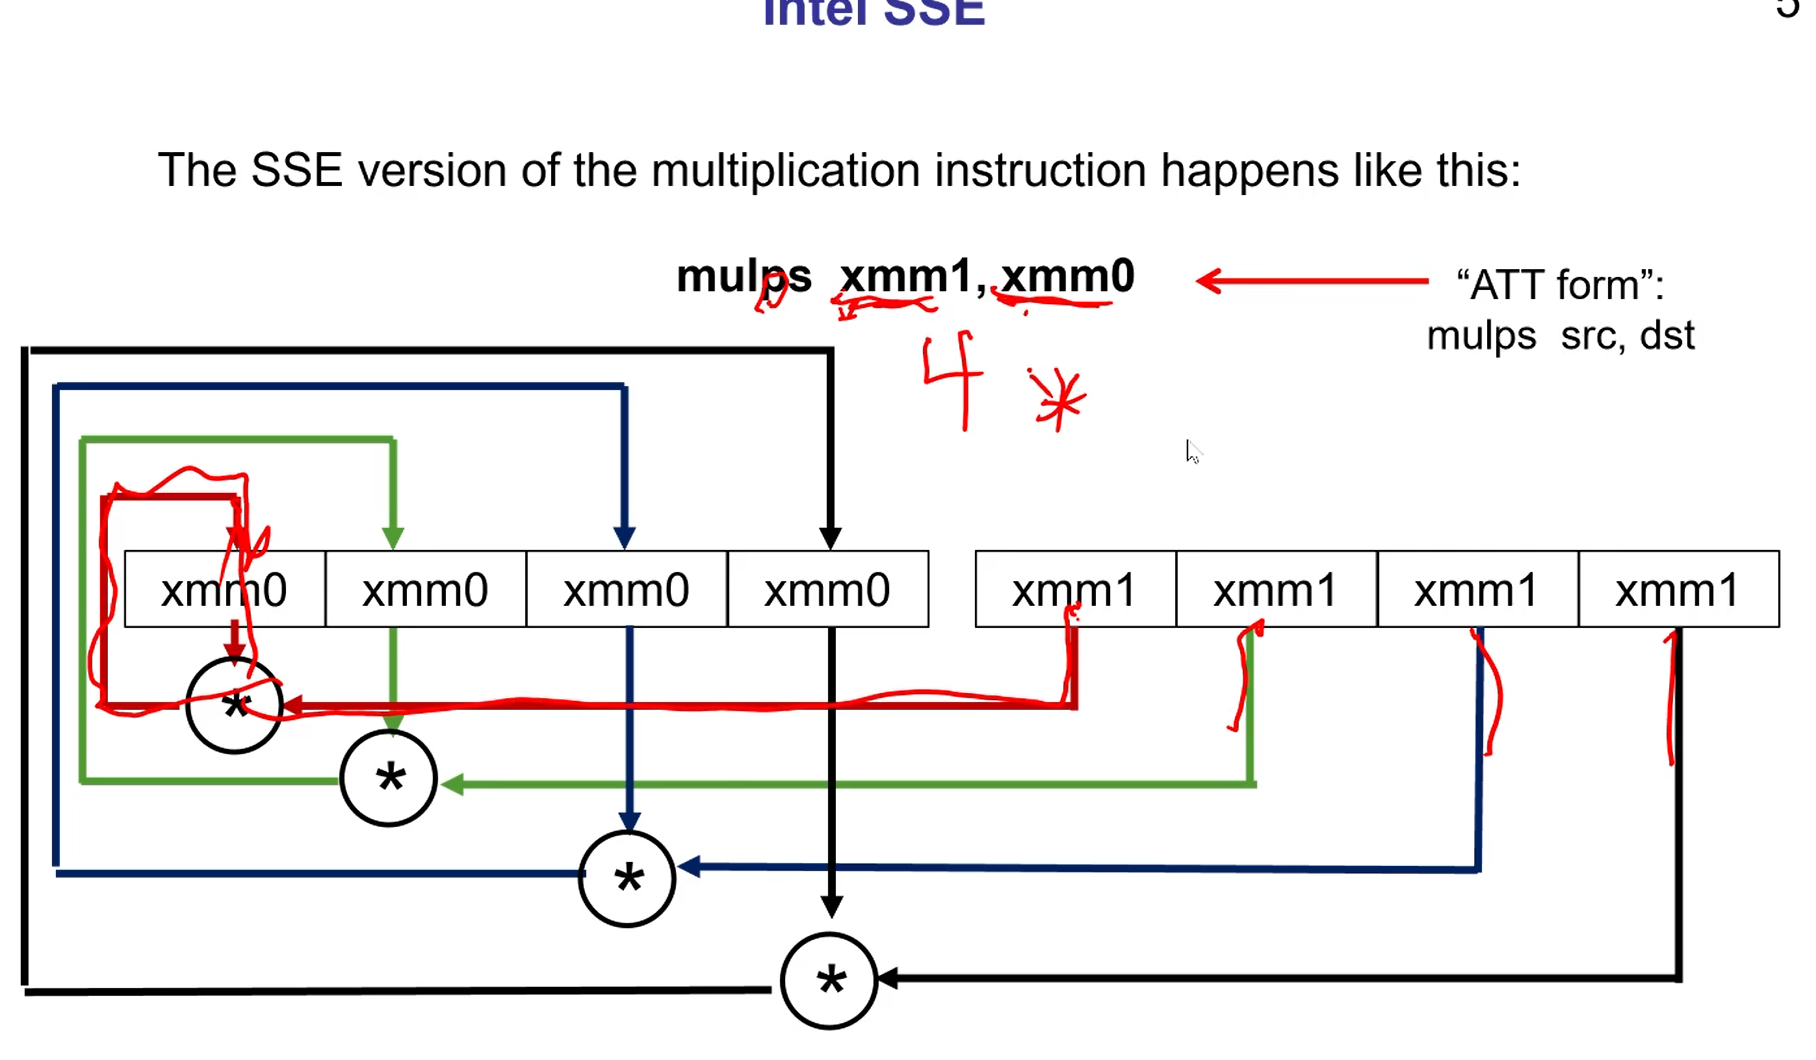 Intel SSE
5
The SSE version of the multiplication instruction happens like this:
mulps xmm1, xmm0
“ATT form”:
mulps src, dst
4 *
xmm0 xmm0 xmm0 xmm0 xmm1 xmm1 xmm1 xmm1
*
*
*
*